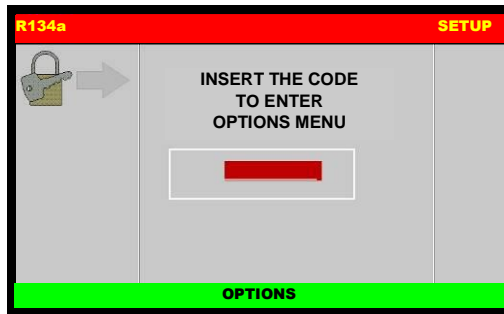 R134a SETUP
INSERT THE CODE
TO ENTER
OPTIONS MENU
OPTIONS